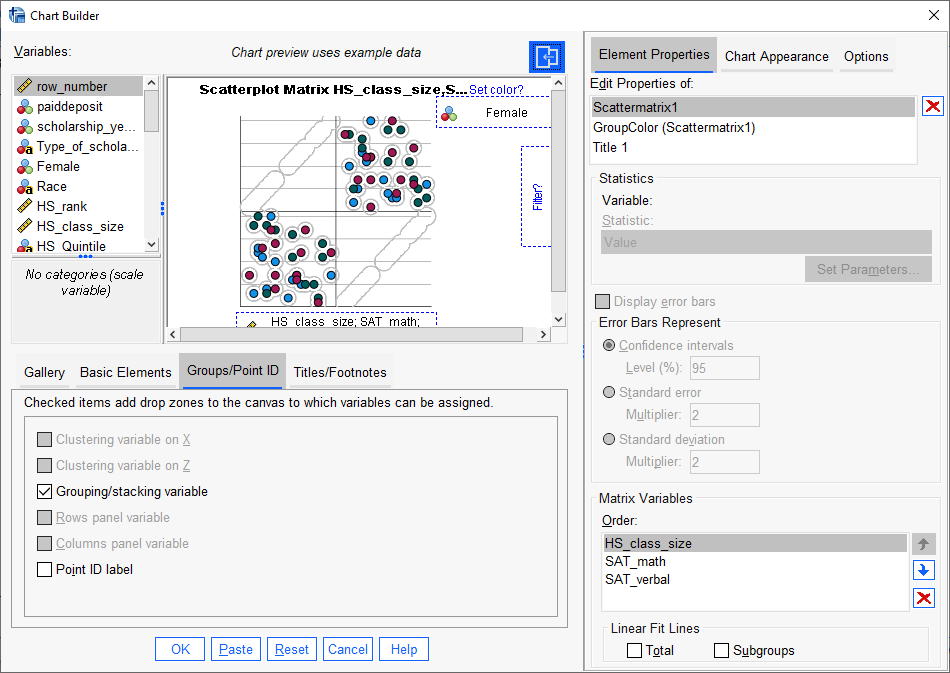 Chart Builder
Variables:
Chart preview uses example data
row_number
paiddeposit
scholarship_ye...
Type_of_schola...
Female
Race
HS_rank
HS_class_size
HS_Quintile
No categories (scale
variable)
Scatterplot Matrix HS_class_size,S...
Set color?
Female
Filter?
HS_class_size; SAT_math;
Gallery
Basic Elements
Groups/Point ID
Titles/Footnotes
Checked items add drop zones to the canvas to which variables can be assigned.
Clustering variable on X
Clustering variable on Z
Grouping/stacking variable
Rows panel variable
Columns panel variable
Point ID label
OK
Paste
Reset
Cancel
Help
Element Properties
Chart Appearance
Options
Edit Properties of:
Scattermatrix1
GroupColor (Scattermatrix1)
Title 1
Statistics
Variable:
Statistic:
Value
Set Parameters...
Display error bars
Error Bars Represent
Confidence intervals
Level (%): 95
Standard error
Multiplier: 2
Standard deviation
Multiplier: 2
Matrix Variables
Order:
HS_class_size
SAT_math
SAT_verbal
Linear Fit Lines
Total
Subgroups